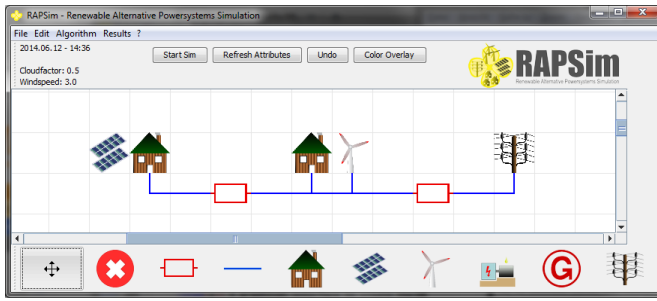 RAPSim - Renewable Alternative Powersystems Simulation
File Edit Algorithm Results ?
2014.06.12 - 14:36
Start Sim Refresh Attributes Undo Color Overlay
Cloudfactor: 0.5
Windspeed: 3.0
RAPSim
Renewable Alternative Powersystems Simulation
G